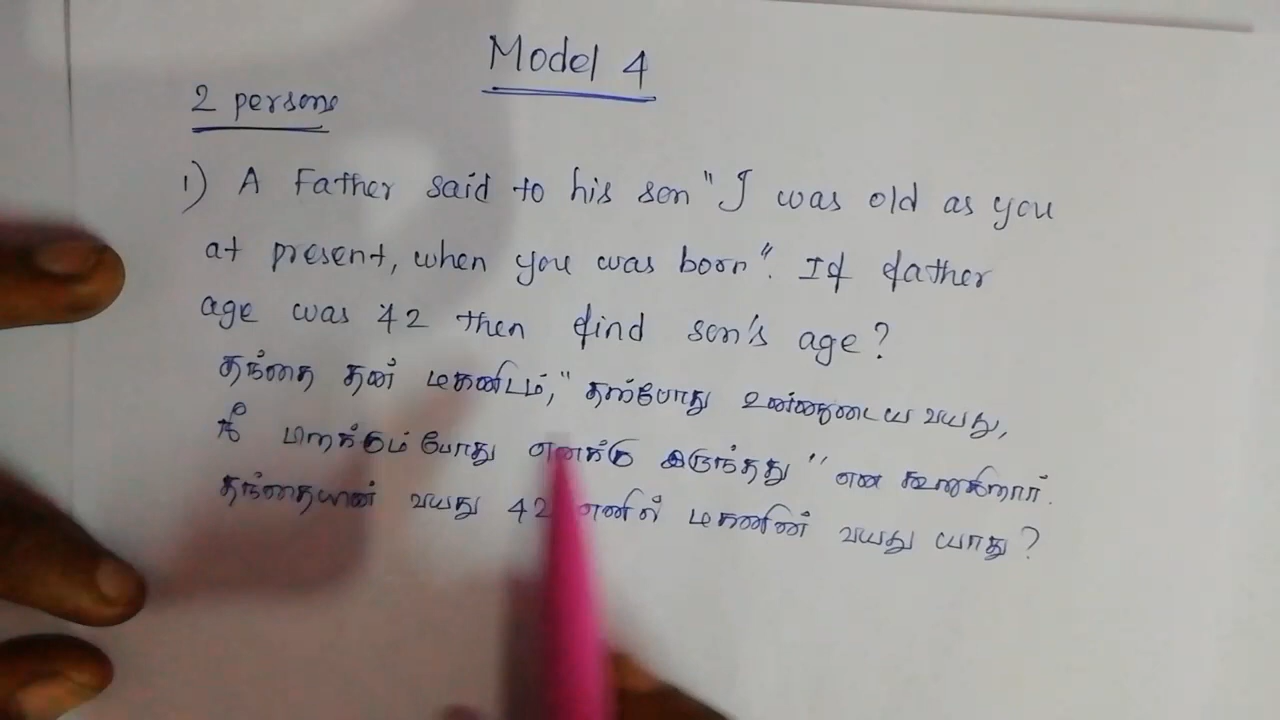 Model 4
2 persons
1) A Father said to his son "I was old as you
at present, when you was born". If father
age was 42 then find son's age?
தந்தை தன் மகனிடம், "தற்போது உன்னுடைய வயது,
நீ பிறக்கும் போது எனக்கு இருந்தது" என கூறுகிறார்.
தந்தையின் வயது 42 எனில் மகனின் வயது யாது?